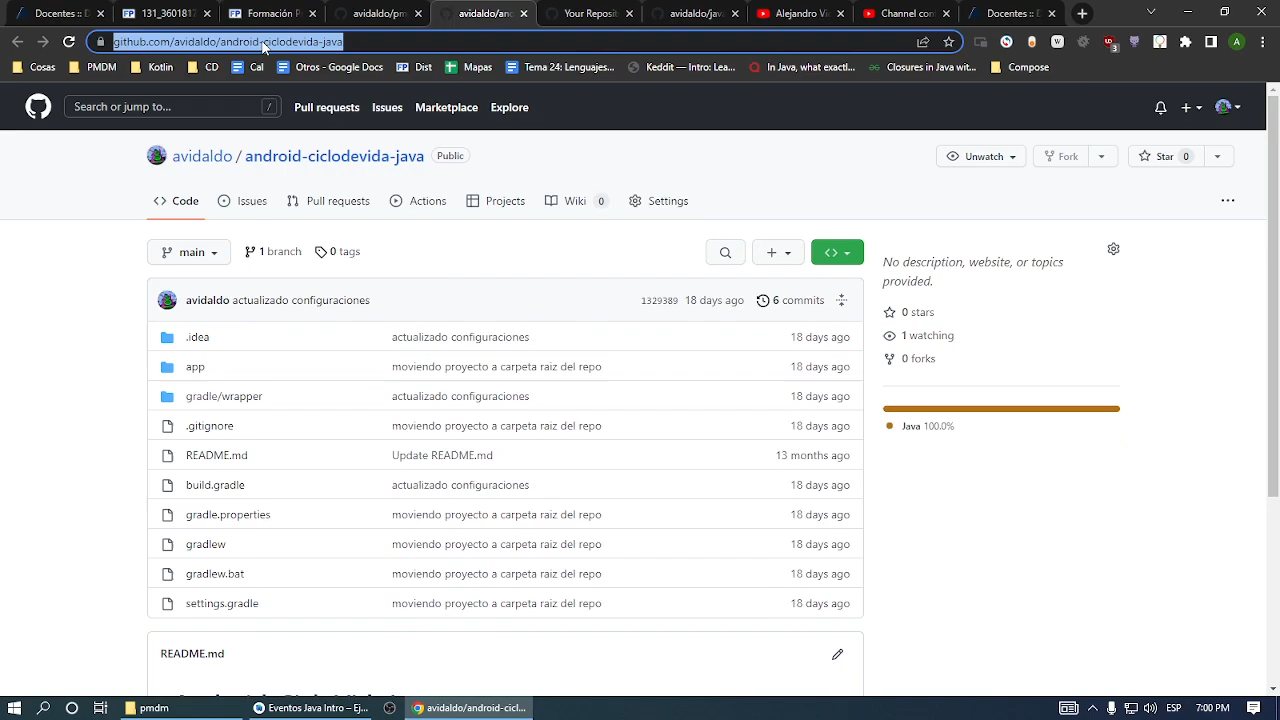 Docentes :: D
131_3601817
Formación P
avidaldo/pm
avidaldo/and
Your Reposit
avidaldo/java
Alejandro Vi
Channel com
Docentes :: D
github.com/avidaldo/android-ciclodevida-java
Cosas
PMDM
Kotlin
CD
Cal
Otros - Google Docs
Dist
Mapas
Tema 24: Lenguajes...
Keddit — Intro: Lea...
In Java, what exactl...
Closures in Java wit...
Compose
Search or jump to...
/
Pull requests
Issues
Marketplace
Explore
avidaldo / android-ciclodevida-java
Public
Unwatch
Fork
Star 0
Code
Issues
Pull requests
Actions
Projects
Wiki 0
Settings
main
1 branch
0 tags
No description, website, or topics
provided.
avidaldo actualizado configuraciones
1329389 18 days ago
6 commits
0 stars
.idea actualizado configuraciones 18 days ago
1 watching
0 forks
app moviendo proyecto a carpeta raiz del repo 18 days ago
gradle/wrapper actualizado configuraciones 18 days ago
.gitignore moviendo proyecto a carpeta raiz del repo 18 days ago
Java 100.0%
README.md Update README.md 13 months ago
build.gradle actualizado configuraciones 18 days ago
gradle.properties moviendo proyecto a carpeta raiz del repo 18 days ago
gradlew moviendo proyecto a carpeta raiz del repo 18 days ago
gradlew.bat moviendo proyecto a carpeta raiz del repo 18 days ago
settings.gradle moviendo proyecto a carpeta raiz del repo 18 days ago
README.md
pmdm
Eventos Java Intro – Ej...
avidaldo/android-cicl...
ESP
7:00 PM